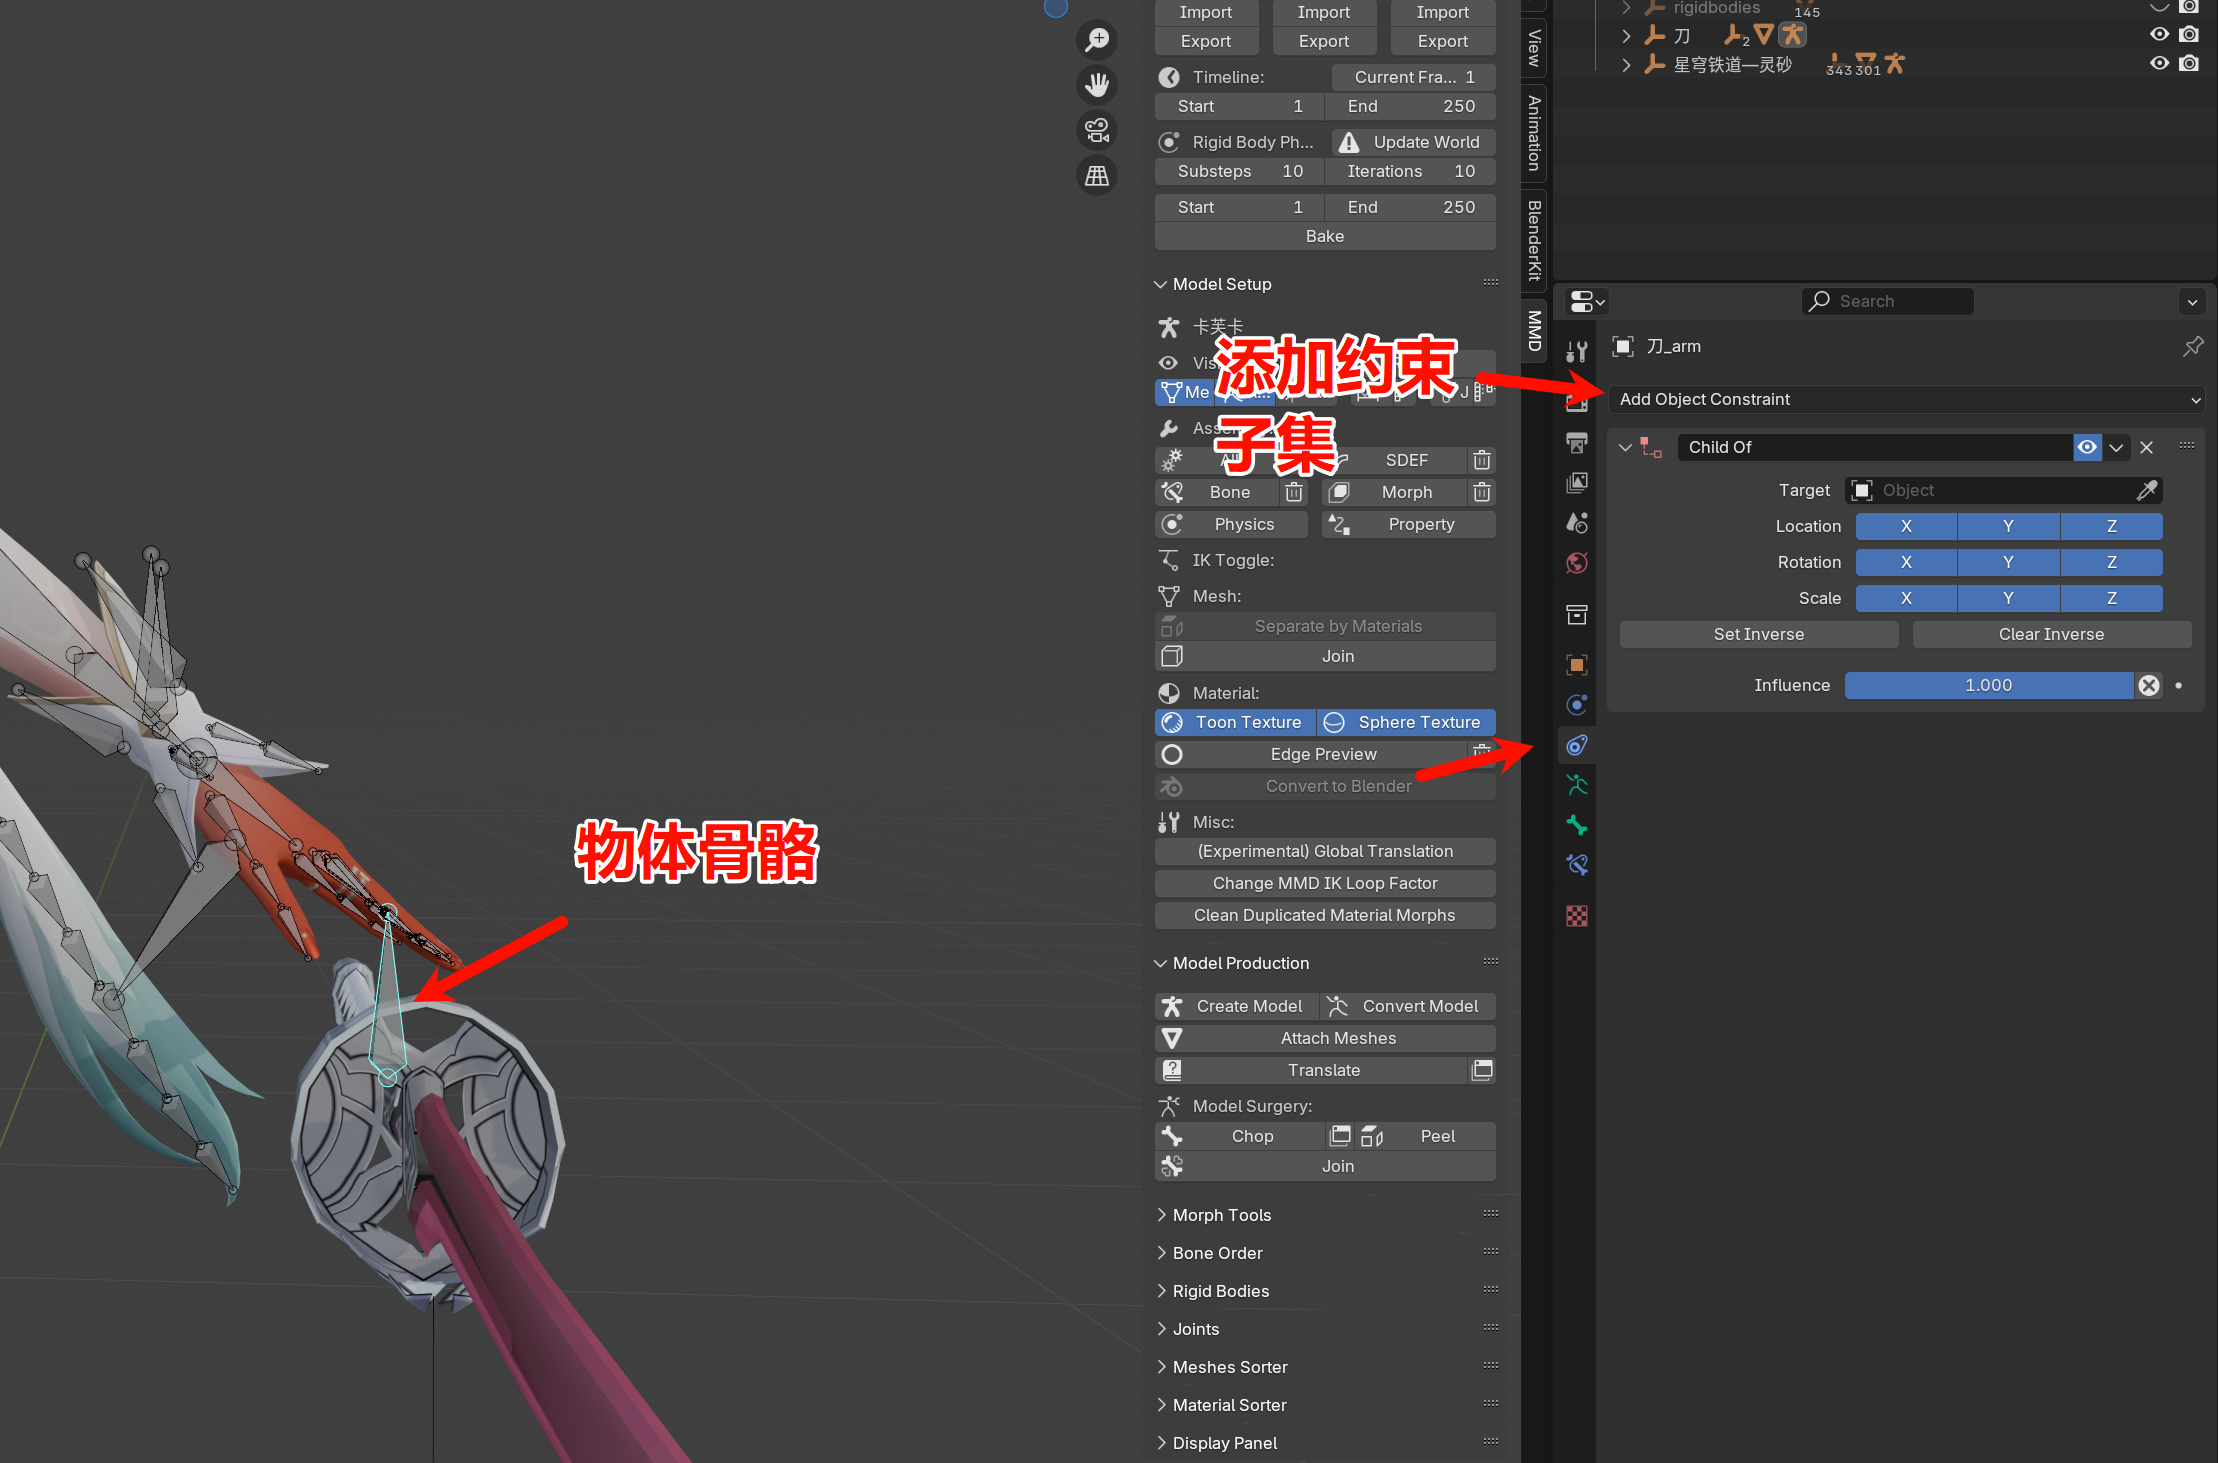 Import
Import
Import
Export
Export
Export
Timeline:
Current Fra... 1
Start 1
End 250
Rigid Body Ph...
Update World
Substeps 10
Iterations 10
Start 1
End 250
Bake
Model Setup
卡芙卡
Vis
添加约束
子集
Me
J
Asse
SDEF
Bone
Morph
Physics
Property
IK Toggle:
Mesh:
Separate by Materials
Join
Material:
Toon Texture
Sphere Texture
Edge Preview
Convert to Blender
Misc:
(Experimental) Global Translation
Change MMD IK Loop Factor
Clean Duplicated Material Morphs
Model Production
Create Model
Convert Model
Attach Meshes
Translate
Model Surgery:
Chop
Peel
Join
Morph Tools
Bone Order
Rigid Bodies
Joints
Meshes Sorter
Material Sorter
Display Panel
物体骨骼
View
Animation
BlenderKit
MMD
rigidbodies 145
刀 2
星穹铁道—灵砂 343 301
Search
刀_arm
Add Object Constraint
Child Of
Target Object
Location X Y Z
Rotation X Y Z
Scale X Y Z
Set Inverse
Clear Inverse
Influence 1.000